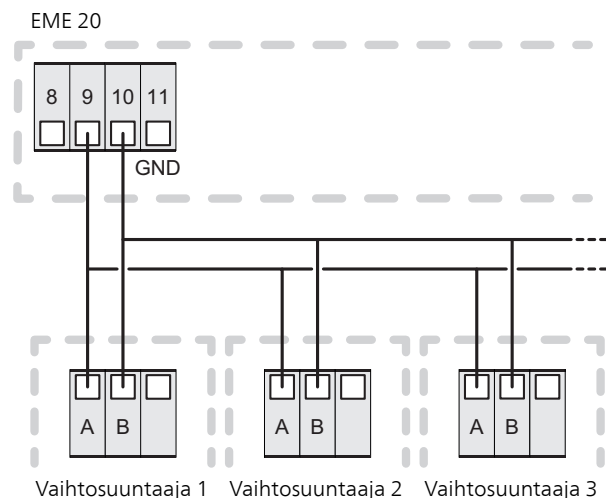 EME 20
8 9 10 11
GND
A B A B A B
Vaihtosuuntaaja 1 Vaihtosuuntaaja 2 Vaihtosuuntaaja 3